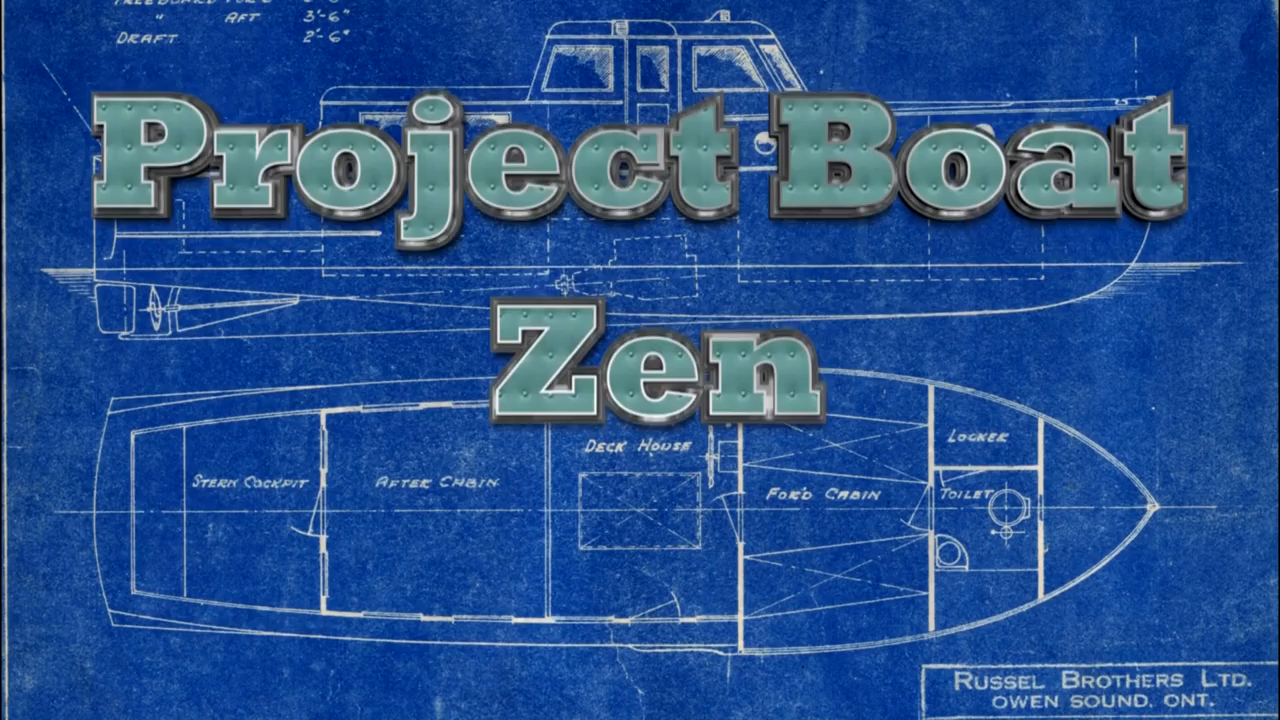 " AFT 3'-6"
DRAFT 2'-6"
Project Boat
Zen
DECK HOUSE
LOCKER
STERN COCKPIT
AFTER CABIN
FOR'D CABIN
TOILET
RUSSEL BROTHERS LTD.
OWEN SOUND, ONT.